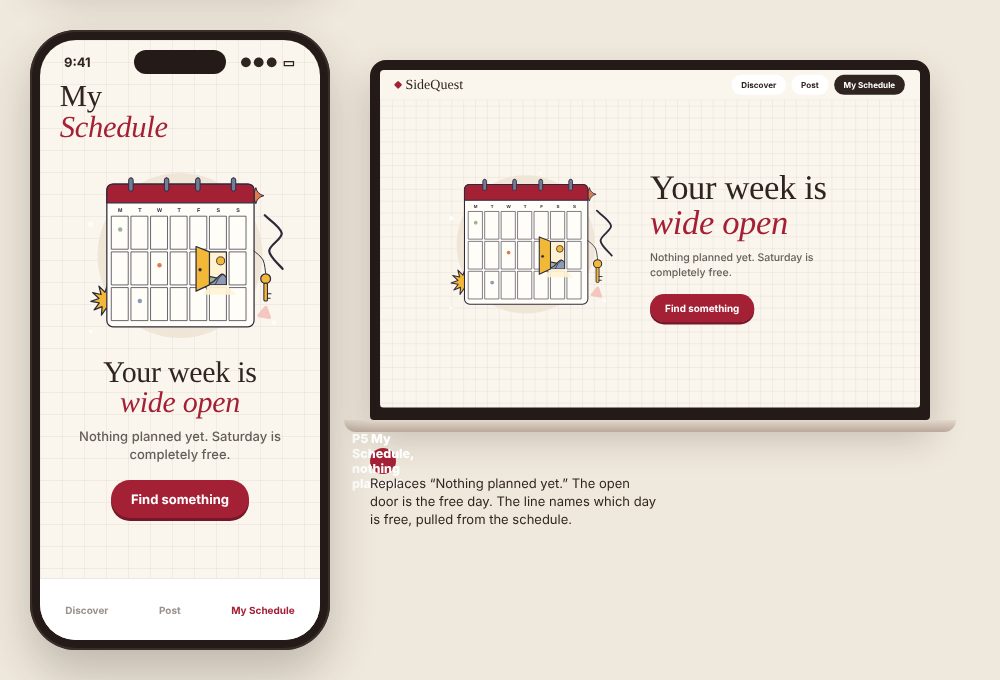 9:41
My
Schedule
M T W T F S S
Your week is
wide open
Nothing planned yet. Saturday is
completely free.
Find something
Discover Post My Schedule
SideQuest
Discover Post My Schedule
M T W T F S S
Your week is
wide open
Nothing planned yet. Saturday is
completely free.
Find something
P5 My
Schedule,
nothing
Replaces “Nothing planned yet.” The open
door is the free day. The line names which day
is free, pulled from the schedule.